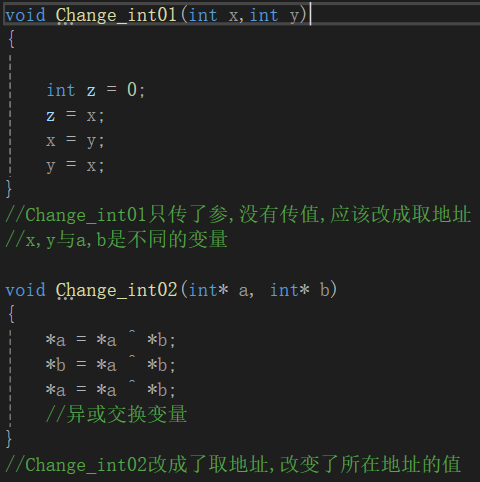 void Change_int01(int x,int y)
{
int z = 0;
z = x;
x = y;
y = x;
}
//Change_int01只传了参,没有传值,应该改成取地址
//x,y与a,b是不同的变量
void Change_int02(int* a, int* b)
{
*a = *a ^ *b;
*b = *a ^ *b;
*a = *a ^ *b;
//异或交换变量
}
//Change_int02改成了取地址,改变了所在地址的值